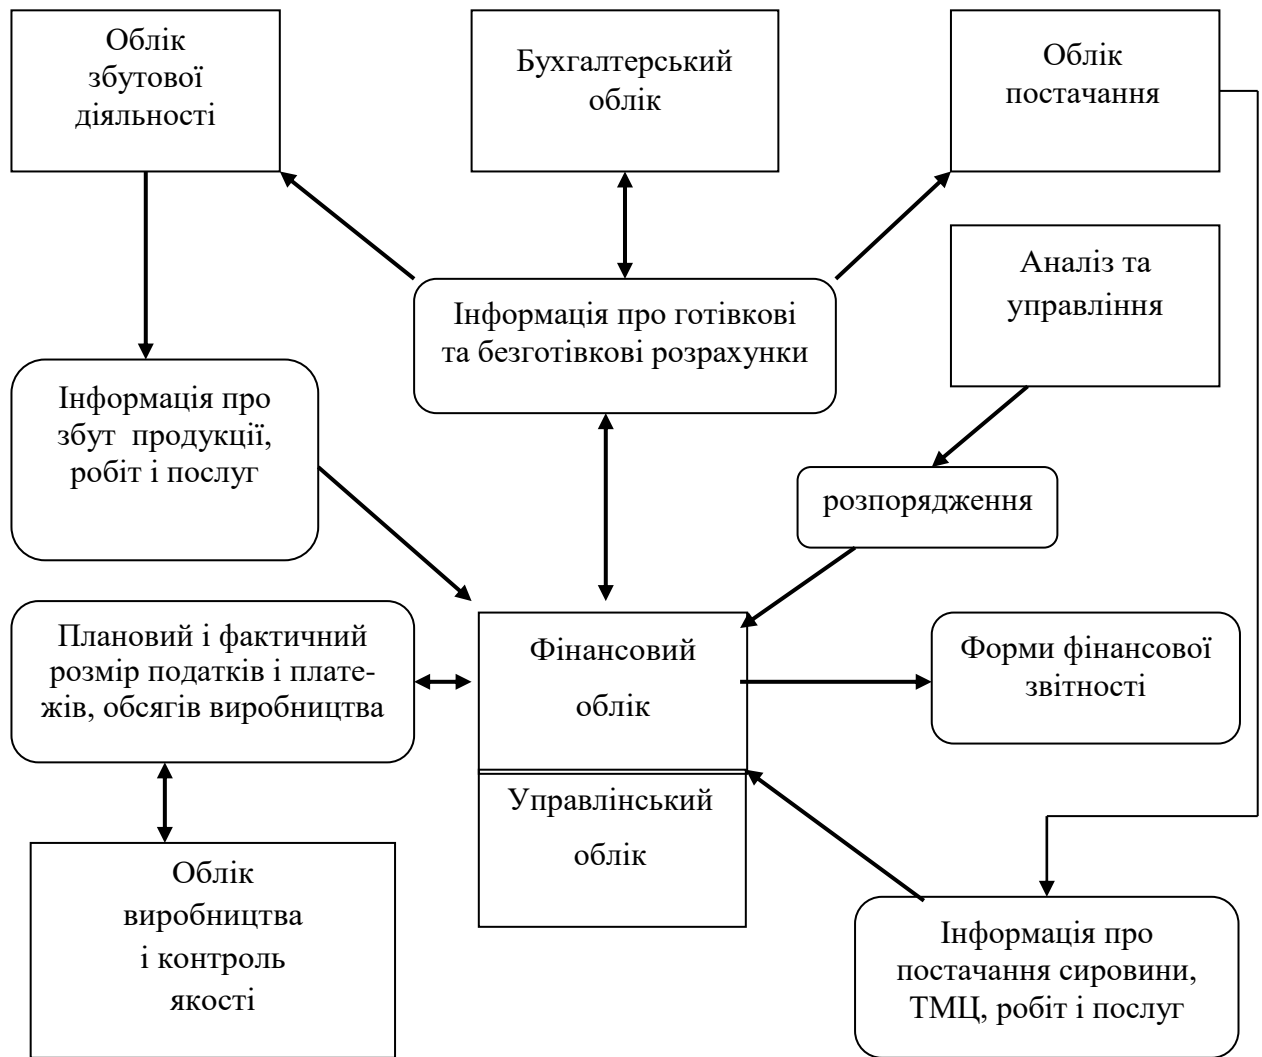 Облік
збутової
діяльності
Бухгалтерський
облік
Облік
постачання
Аналіз та
управління
Інформація про готівкові
та безготівкові розрахунки
Інформація про
збут продукції,
робіт і послуг
розпорядження
Плановий і фактичний
розмір податків і плате-
жів, обсягів виробництва
Фінансовий
облік
Форми фінансової
звітності
Управлінський
облік
Облік
виробництва
і контроль
якості
Інформація про
постачання сировини,
ТМЦ, робіт і послуг